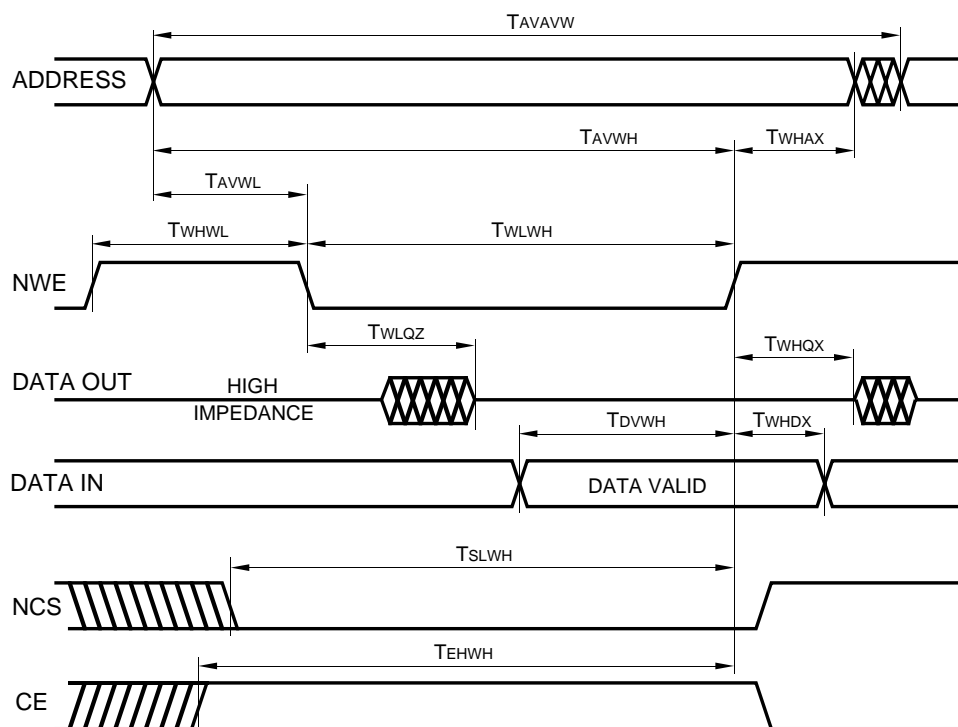 TAVAVW
ADDRESS
TAVWH
TWHAX
TAVWL
TWHWL
TWLWH
NWE
TWLQZ
TWHQX
DATA OUT
HIGH
IMPEDANCE
TDVWH
TWHDX
DATA IN
DATA VALID
TSLWH
NCS
TEHWH
CE